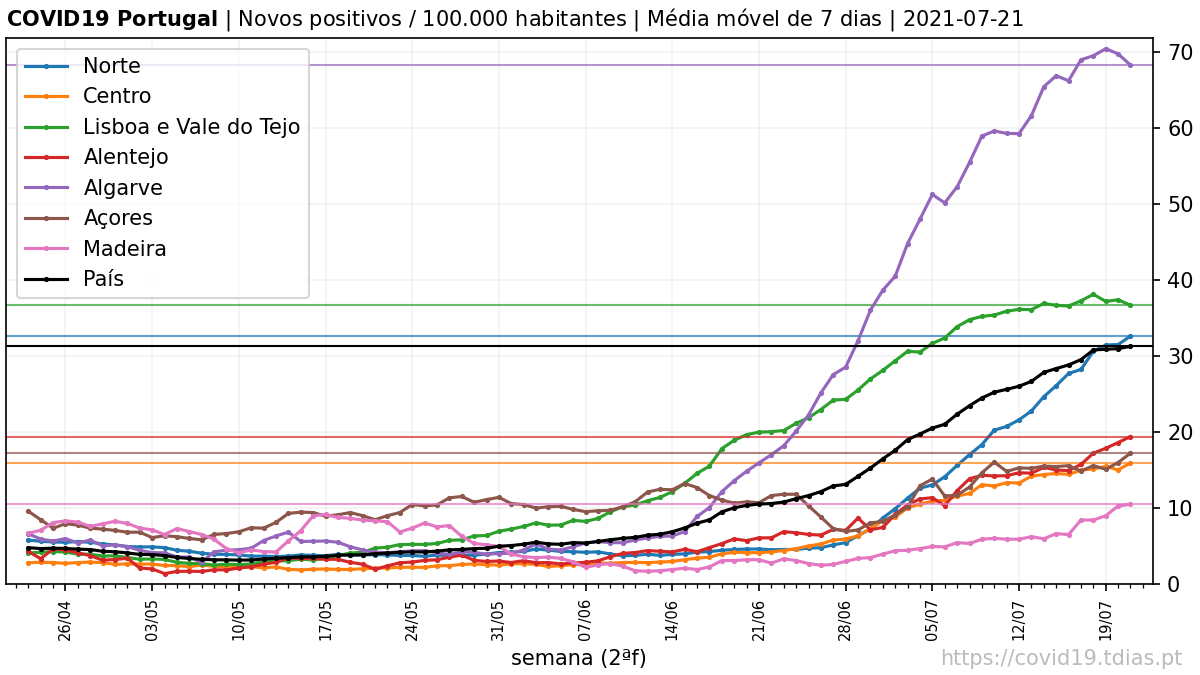 COVID19 Portugal | Novos positivos / 100.000 habitantes | Média móvel de 7 dias | 2021-07-21
Norte
Centro
Lisboa e Vale do Tejo
Alentejo
Algarve
Açores
Madeira
País
70
60
50
40
30
20
10
0
26/04
03/05
10/05
17/05
24/05
31/05
07/06
14/06
21/06
28/06
05/07
12/07
19/07
semana (2ªf)
https://covid19.tdias.pt